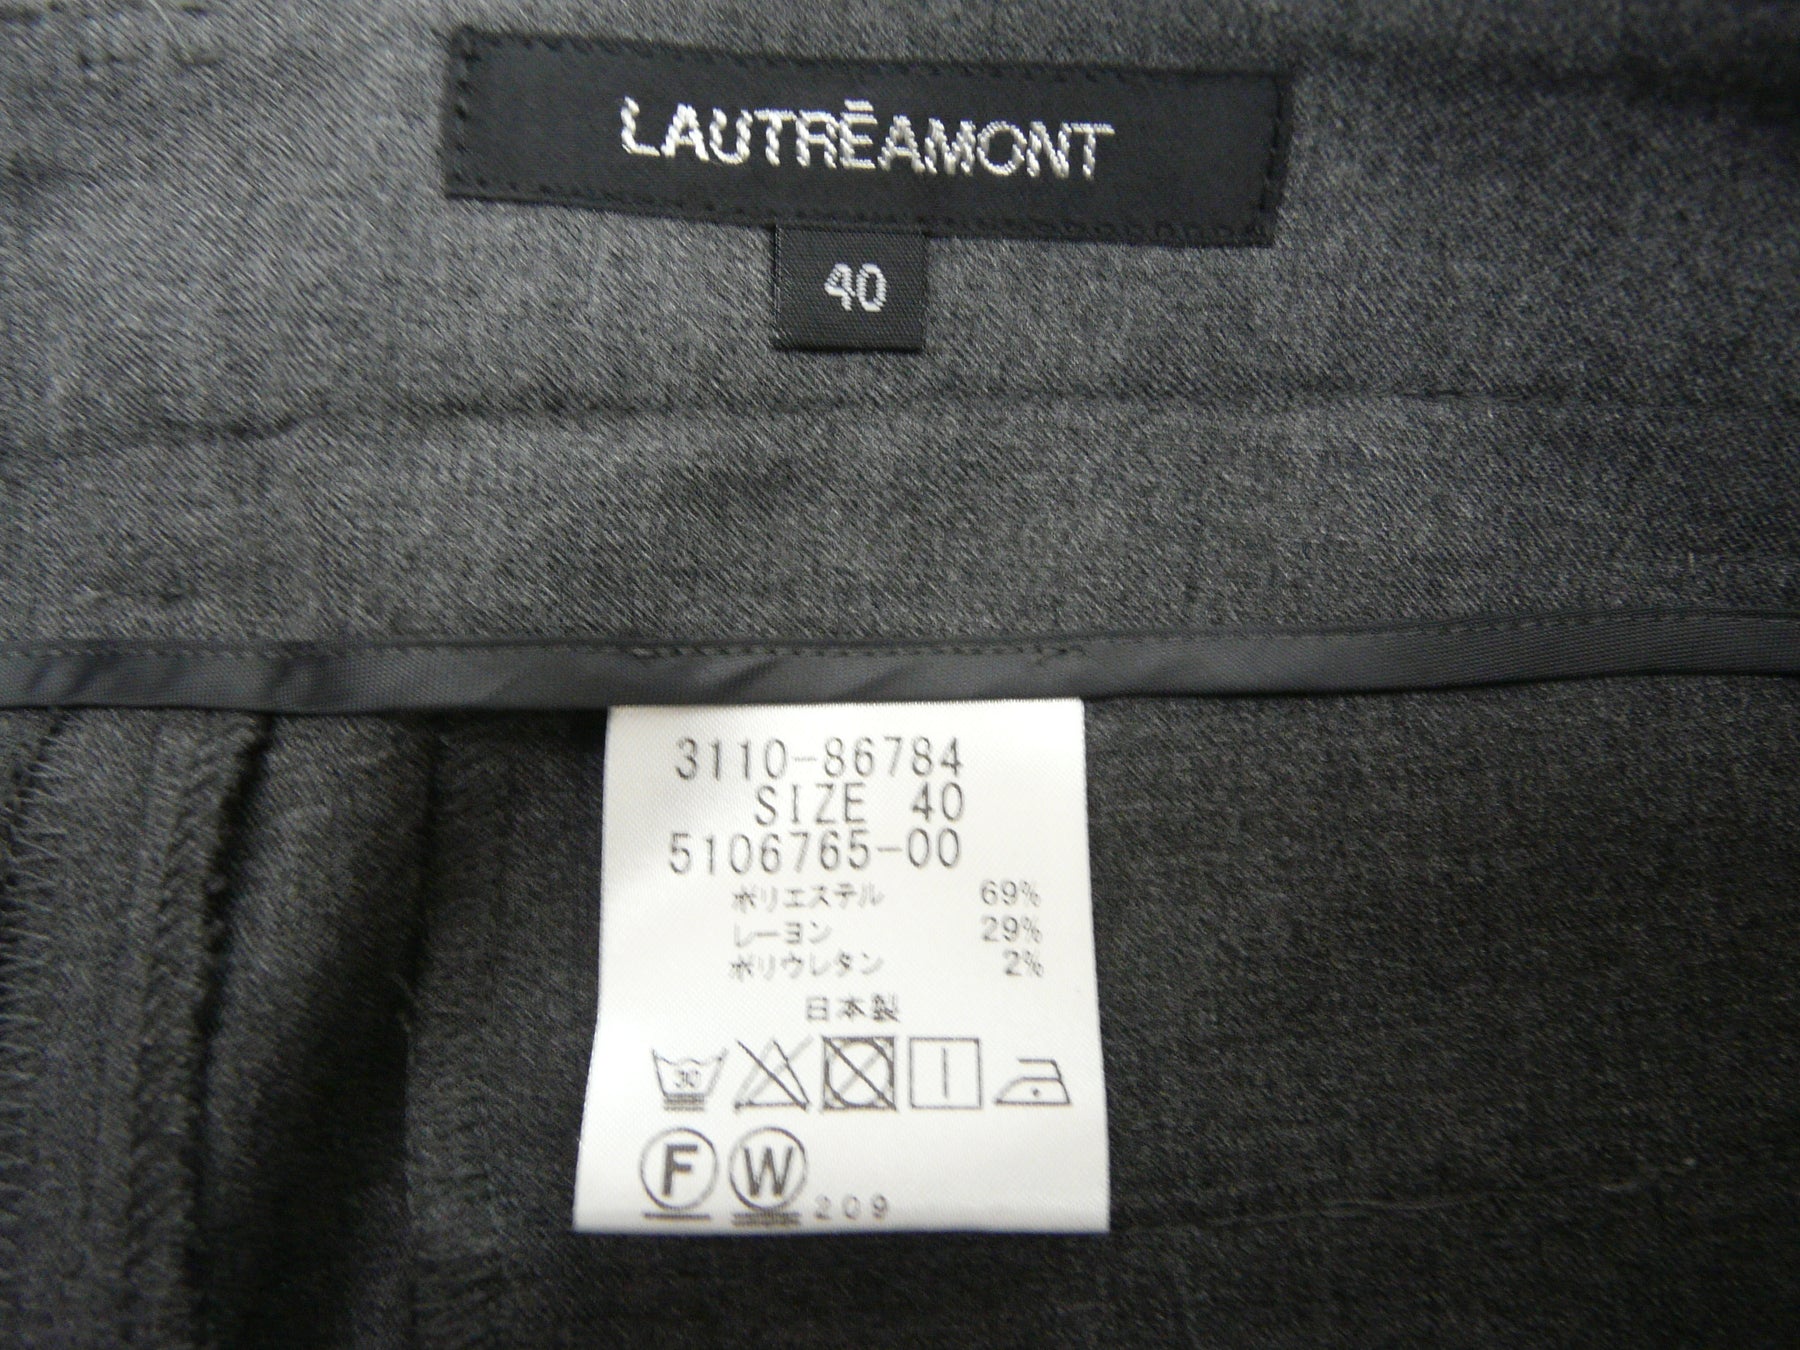 LAUTRĒAMONT
40
3110-86784
SIZE 40
5106765-00
ポリエステル 69%
レーヨン 29%
ポリウレタン 2%
日本製
30
F W 209